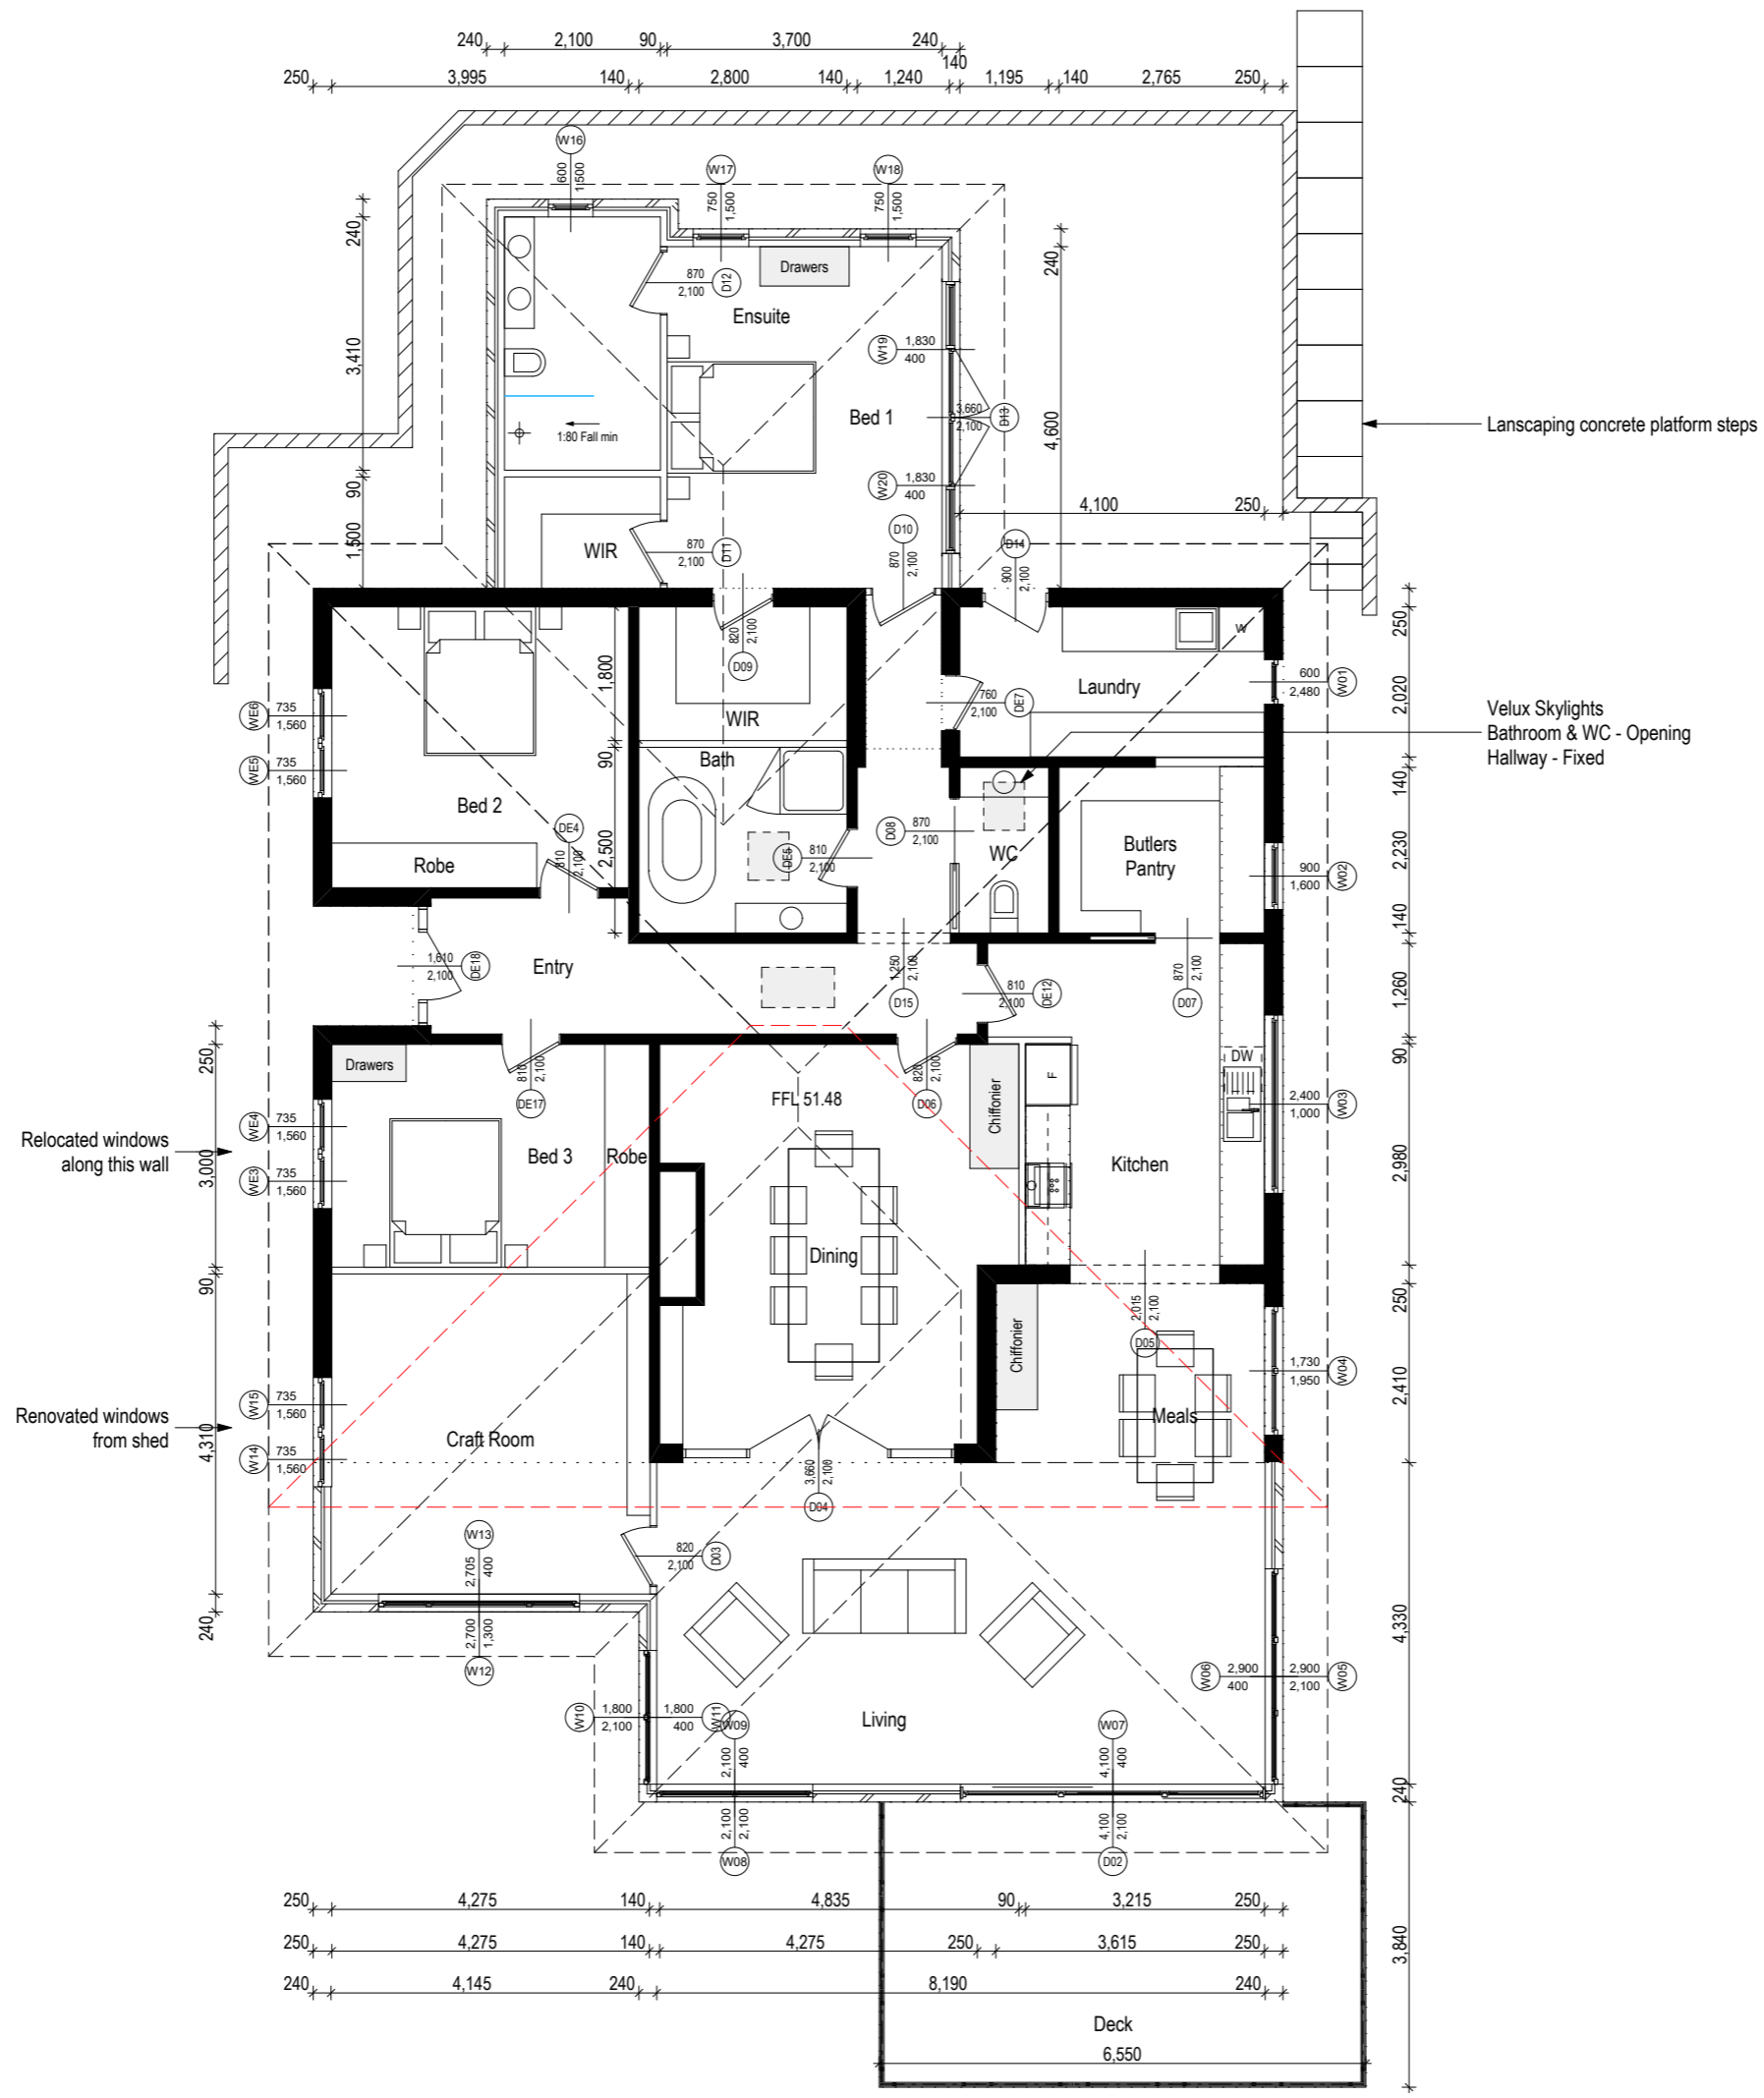 240 2,100 90 3,700 240
140
250 3,995 140 2,800 140 1,240 1,195 140 2,765 250
W16
600
1,500
W17
750
1,500
W18
750
1,500
240
3,410
90
1,500
240
4,600
870
2,100
D12
Drawers
Ensuite
W19
1,830
400
Bed 1
3,660
2,100
D13
1:80 Fall min
W20
1,830
400
Lanscaping concrete platform steps
4,100 250
WIR
870
2,100
D11
D10
870
2,100
D14
900
2,100
820
2,100
D09
W
250
1,800
Laundry
600
2,480
W01
2,020
WE6
735
1,560
760
2,100
DE7
WIR
Velux Skylights
Bathroom & WC - Opening
Hallway - Fixed
WE5
735
1,560
90
Bath
140
Bed 2
DE4
810
2,100
2,500
DE5
810
2,100
D08
870
2,100
WC
Butlers
Pantry
2,230
Robe
900
1,600
W02
140
1,610
2,100
DE18
Entry
1,250
2,100
D15
810
2,100
DE12
870
2,100
D07
1,260
250
Drawers
810
2,100
DE17
FFL 51.48
820
2,100
D06
Chiffonier
F
DW
90
2,400
1,000
W03
Relocated windows
along this wall
WE4
735
1,560
3,000
WE3
735
1,560
Bed 3
Robe
Kitchen
2,980
Dining
90
250
2,015
2,100
D05
Chiffonier
1,730
1,950
W04
2,410
Renovated windows
from shed
W15
735
1,560
4,310
W14
735
1,560
Craft Room
Meals
3,660
2,100
D04
W13
2,705
400
820
2,100
D03
240
2,700
1,300
W12
4,330
W06
2,900
400
2,900
2,100
W05
W10
1,800
2,100
1,800
400
W11
W09
2,100
400
Living
W07
4,100
400
240
2,100
2,100
W08
4,100
2,100
D02
250 4,275 140 4,835 90 3,215 250
250 4,275 140 4,275 250 3,615 250
3,840
240 4,145 240 8,190 240
Deck
6,550